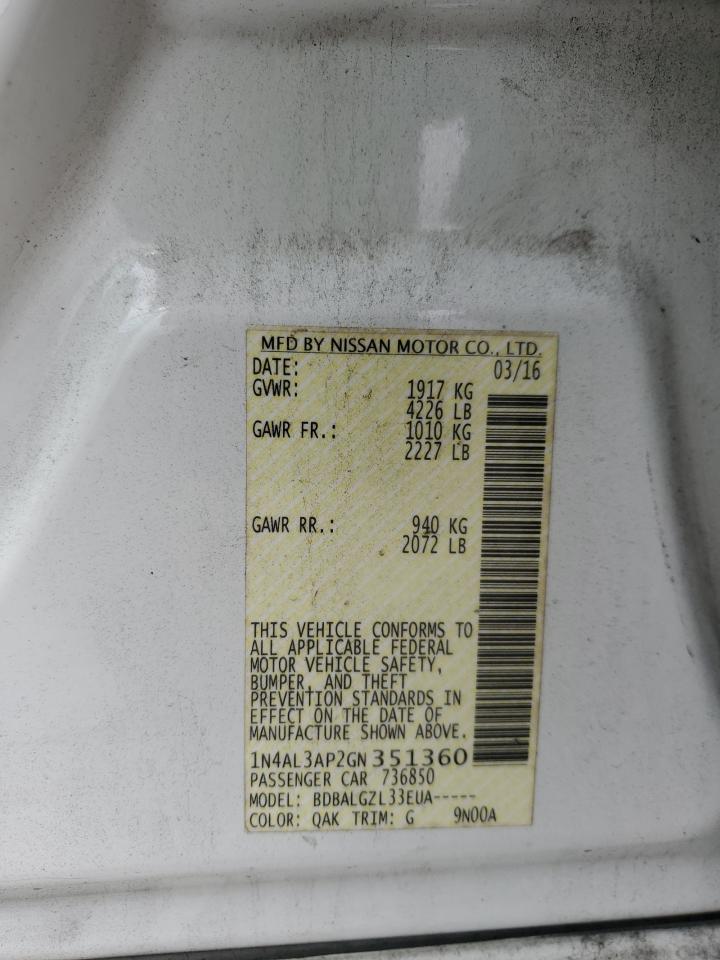 MFD BY NISSAN MOTOR CO., LTD.
DATE: 03/16
GVWR: 1917 KG
4226 LB
GAWR FR.: 1010 KG
2227 LB
GAWR RR.: 940 KG
2072 LB
THIS VEHICLE CONFORMS TO
ALL APPLICABLE FEDERAL
MOTOR VEHICLE SAFETY,
BUMPER, AND THEFT
PREVENTION STANDARDS IN
EFFECT ON THE DATE OF
MANUFACTURE SHOWN ABOVE.
1N4AL3AP2GN351360
PASSENGER CAR 736850
MODEL: BDBALGZL33EUA-----
COLOR: QAK TRIM: G 9N00A